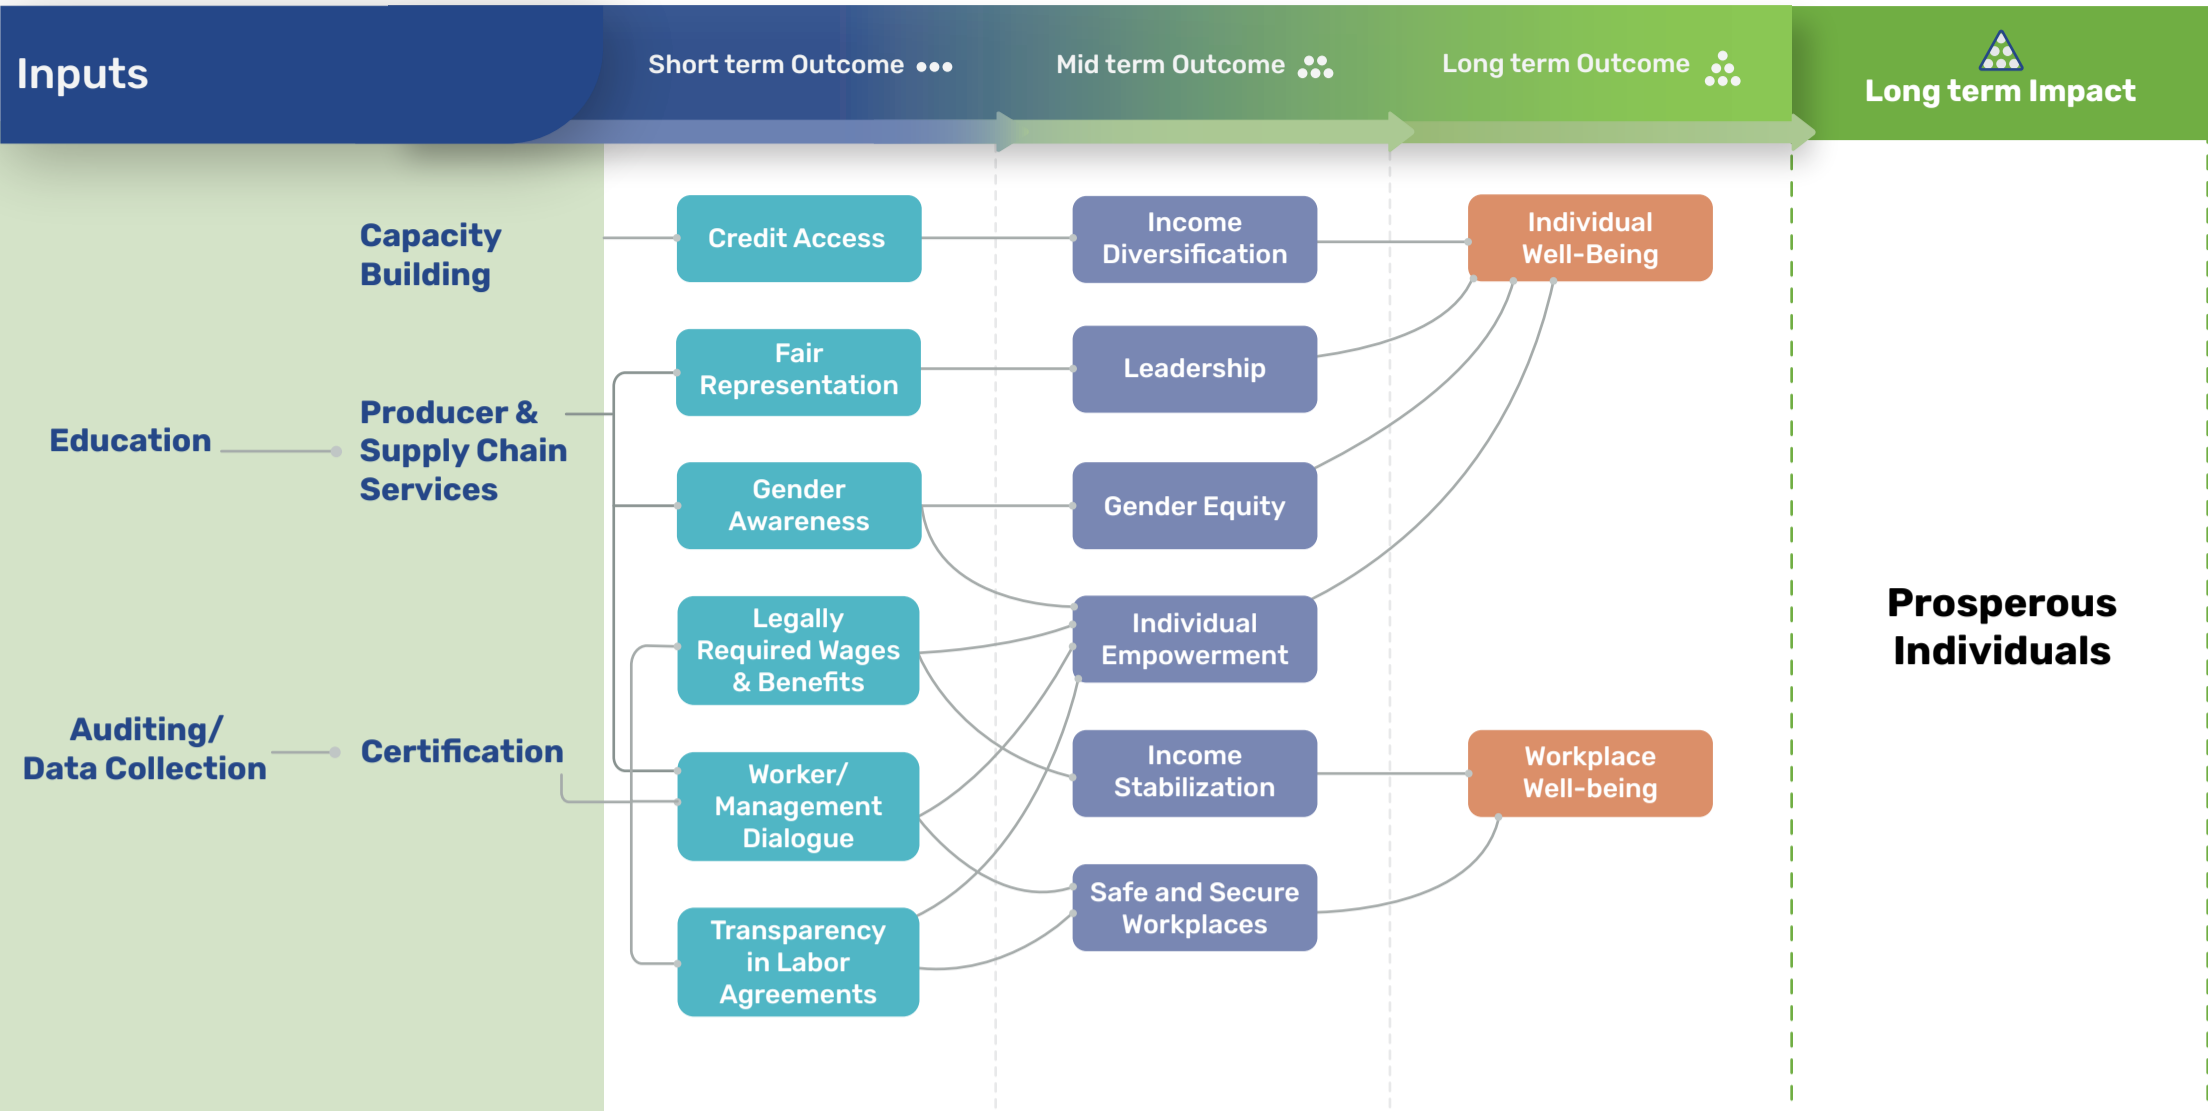 Inputs
Short term Outcome
Mid term Outcome
Long term Outcome
Long term Impact
Capacity
Building
Education
Producer &
Supply Chain
Services
Auditing/
Data Collection
Certification
Credit Access
Fair
Representation
Gender
Awareness
Legally
Required Wages
& Benefits
Worker/
Management
Dialogue
Transparency
in Labor
Agreements
Income
Diversification
Leadership
Gender Equity
Individual
Empowerment
Income
Stabilization
Safe and Secure
Workplaces
Individual
Well-Being
Workplace
Well-being
Prosperous
Individuals